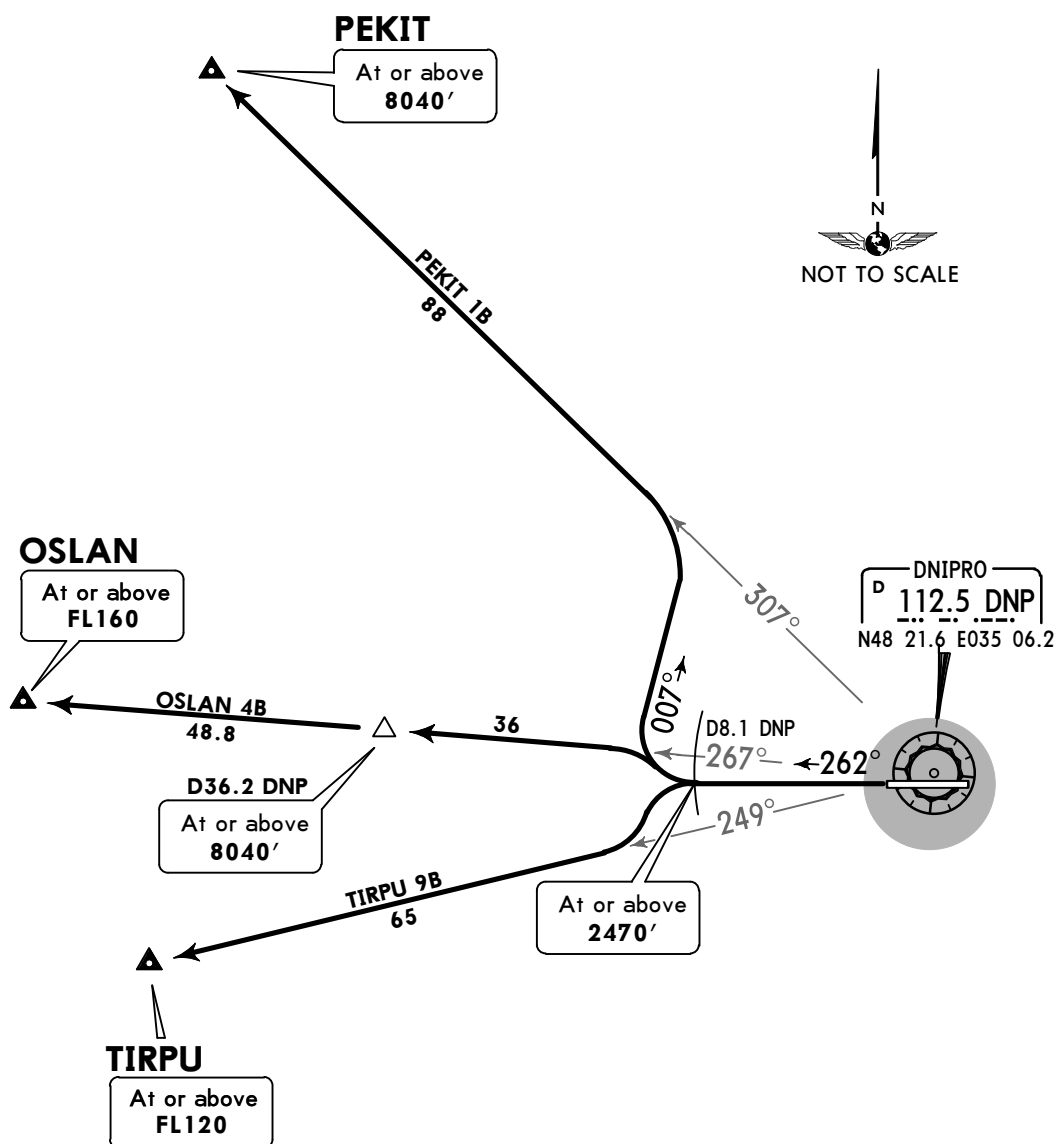 PEKIT
At or above
8040′
N
NOT TO SCALE
PEKIT 1B
88
307°
DNIPRO
D 112.5 DNP
N48 21.6 E035 06.2
OSLAN
At or above
FL160
OSLAN 4B
48.8
36
007°
D8.1 DNP
267°
262°
D36.2 DNP
At or above
8040′
249°
TIRPU 9B
65
At or above
2470′
TIRPU
At or above
FL120